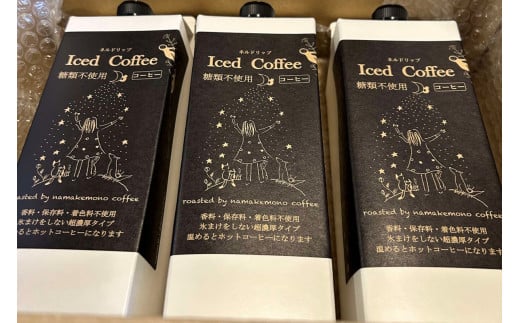 ネルドリップ
Iced Coffee
糖類不使用 コーヒー
oasted by namakemono coffee
香料・保存料・着色料不使用
氷まけをしない超濃厚タイプ
温めるとホットコーヒーになります
ネルドリップ
Iced Coffee
糖類不使用 コーヒー
roasted by namakemono coffee
香料・保存料・着色料不使用
氷まけをしない超濃厚タイプ
温めるとホットコーヒーになります
ネルドリップ
Iced Coffee
糖類不使用 コーヒー
roasted by namakemono coffee
香料・保存料・着色料不使用
氷まけをしない超濃厚タイプ
温めるとホットコーヒーになります